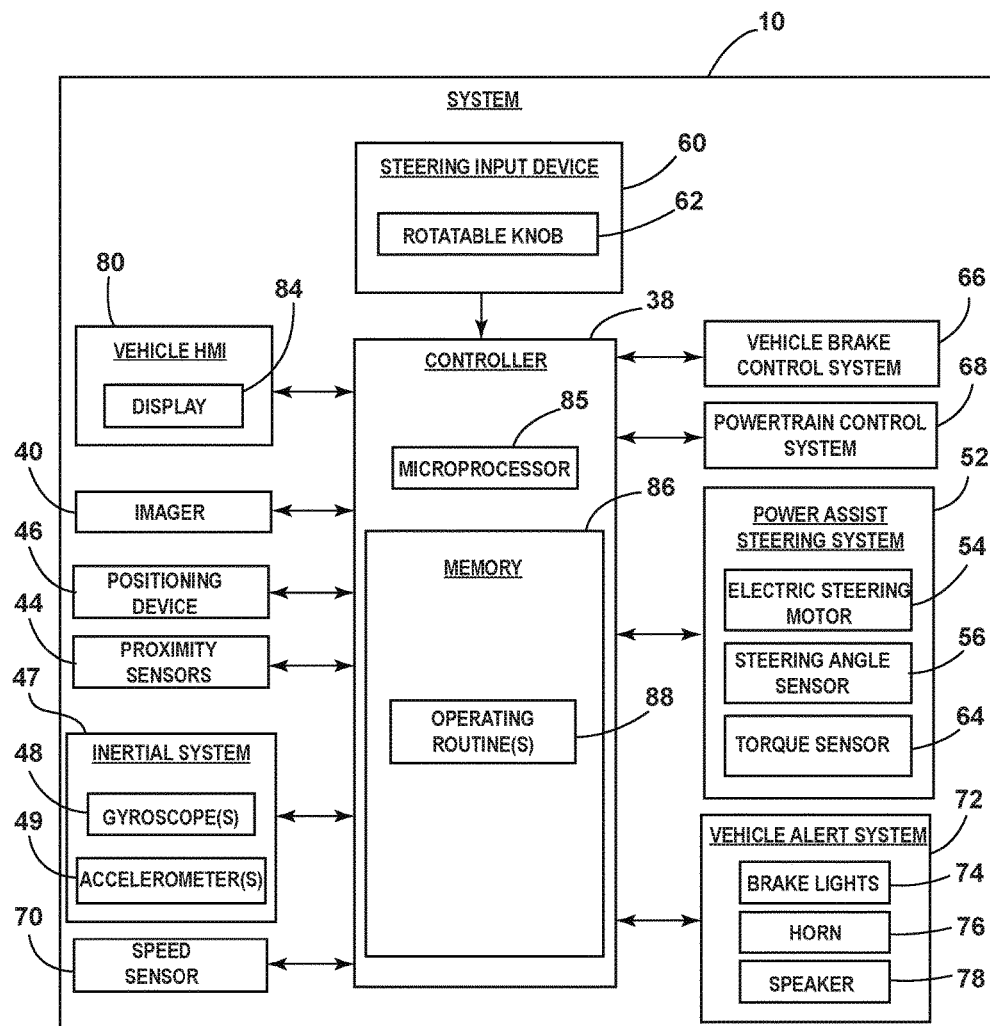 10
SYSTEM
STEERING INPUT DEVICE
60
ROTATABLE KNOB
62
80
84
VEHICLE HMI
DISPLAY
38
CONTROLLER
85
MICROPROCESSOR
86
MEMORY
OPERATING
ROUTINE(S)
88
40
IMAGER
46
POSITIONING
DEVICE
44
PROXIMITY
SENSORS
47
INERTIAL SYSTEM
48
GYROSCOPE(S)
49
ACCELEROMETER(S)
70
SPEED
SENSOR
66
VEHICLE BRAKE
CONTROL SYSTEM
68
POWERTRAIN CONTROL
SYSTEM
52
POWER ASSIST
STEERING SYSTEM
54
ELECTRIC STEERING
MOTOR
56
STEERING ANGLE
SENSOR
64
TORQUE SENSOR
72
VEHICLE ALERT SYSTEM
74
BRAKE LIGHTS
76
HORN
78
SPEAKER